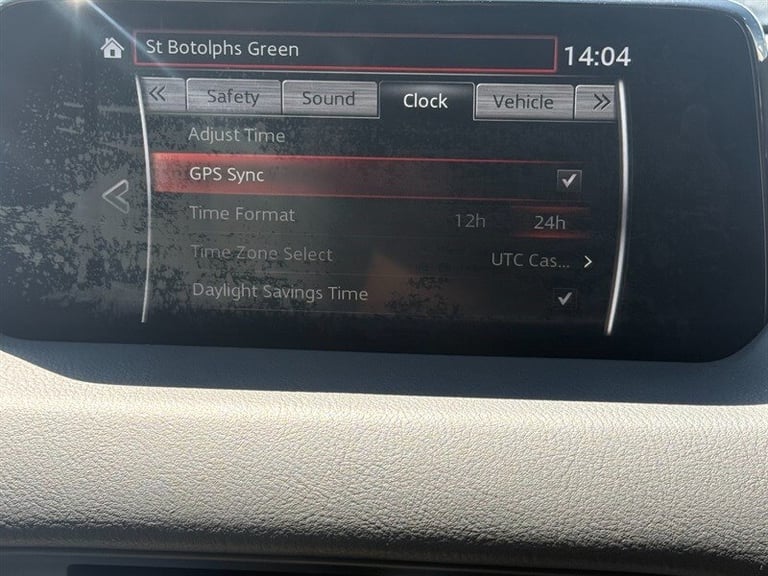 St Botolphs Green
14:04
Safety Sound Clock Vehicle
Adjust Time
GPS Sync
Time Format 12h 24h
Time Zone Select UTC Cas...
Daylight Savings Time